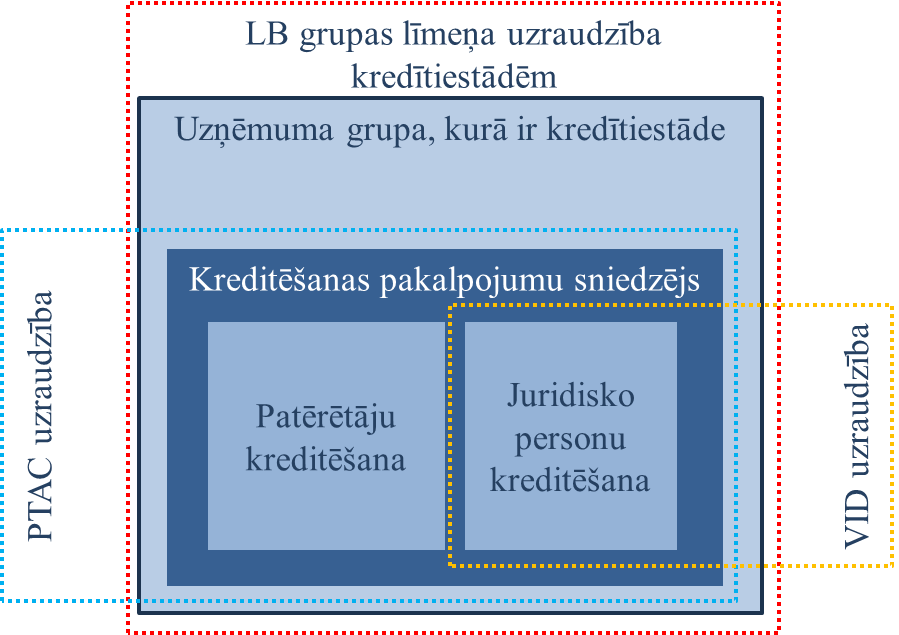 LB grupas līmeņa uzraudzība
kredītiestādēm
Uzņēmuma grupa, kurā ir kredītiestāde
Kreditēšanas pakalpojumu sniedzējs
PTAC uzraudzība
Patērētāju
kreditēšana
Juridisko
personu
kreditēšana
VID uzraudzība